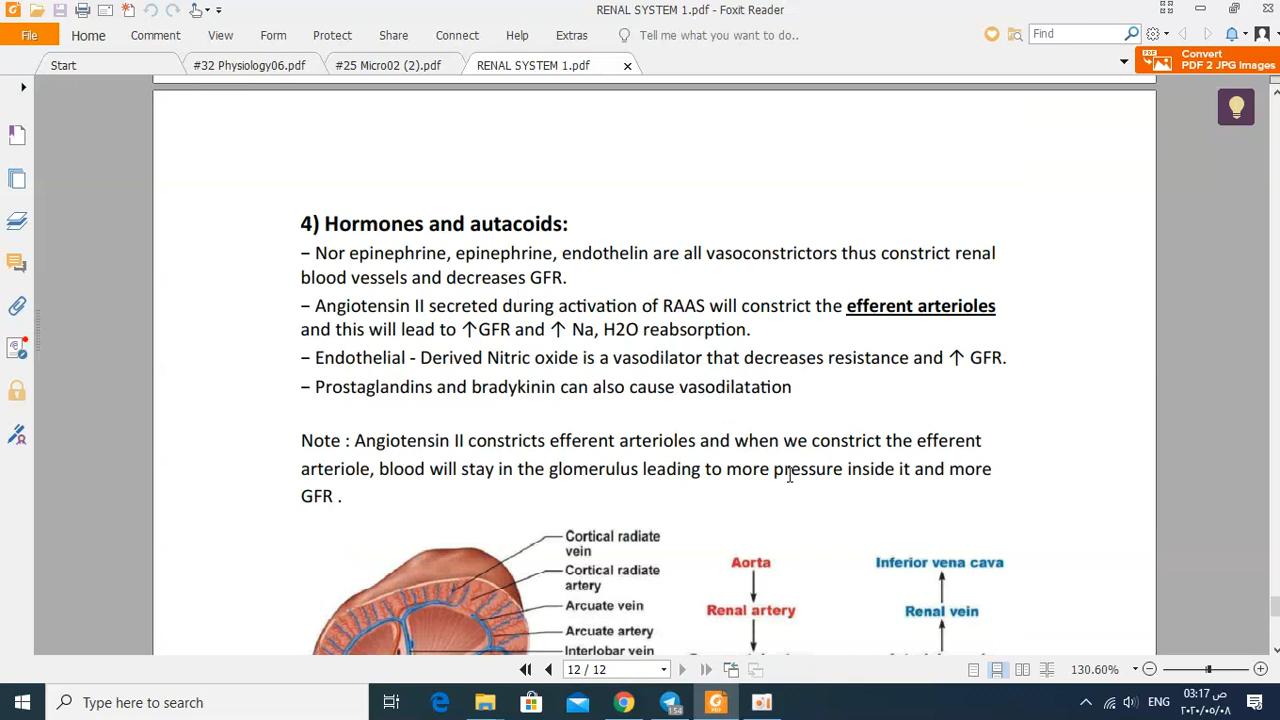 RENAL SYSTEM 1.pdf - Foxit Reader
File Home Comment View Form Protect Share Connect Help Extras Tell me what you want to do.. Find
Start #32 Physiology06.pdf #25 Micro02 (2).pdf RENAL SYSTEM 1.pdf
Convert
PDF 2 JPG Images
4) Hormones and autacoids:
– Nor epinephrine, epinephrine, endothelin are all vasoconstrictors thus constrict renal
blood vessels and decreases GFR.
– Angiotensin II secreted during activation of RAAS will constrict the efferent arterioles
and this will lead to ↑GFR and ↑ Na, H2O reabsorption.
– Endothelial - Derived Nitric oxide is a vasodilator that decreases resistance and ↑ GFR.
– Prostaglandins and bradykinin can also cause vasodilatation
Note : Angiotensin II constricts efferent arterioles and when we constrict the efferent
arteriole, blood will stay in the glomerulus leading to more pressure inside it and more
GFR .
Cortical radiate
vein
Cortical radiate
artery
Arcuate vein
Arcuate artery
Interlobar vein
Aorta
Renal artery
Inferior vena cava
Renal vein
12 / 12
130.60%
Type here to search
154
ENG
03:17 ص
٢٠٢٠/٠٥/٠٨